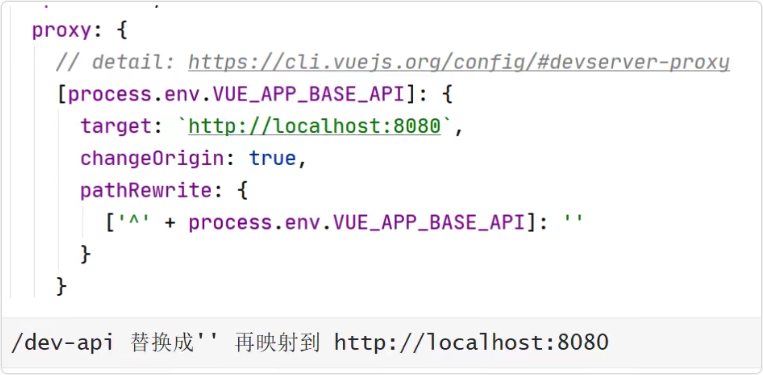 proxy: {
// detail: https://cli.vuejs.org/config/#devserver-proxy
[process.env.VUE_APP_BASE_API]: {
target: `http://localhost:8080`,
changeOrigin: true,
pathRewrite: {
['^' + process.env.VUE_APP_BASE_API]: ''
}
}
/dev-api 替换成'' 再映射到 http://localhost:8080